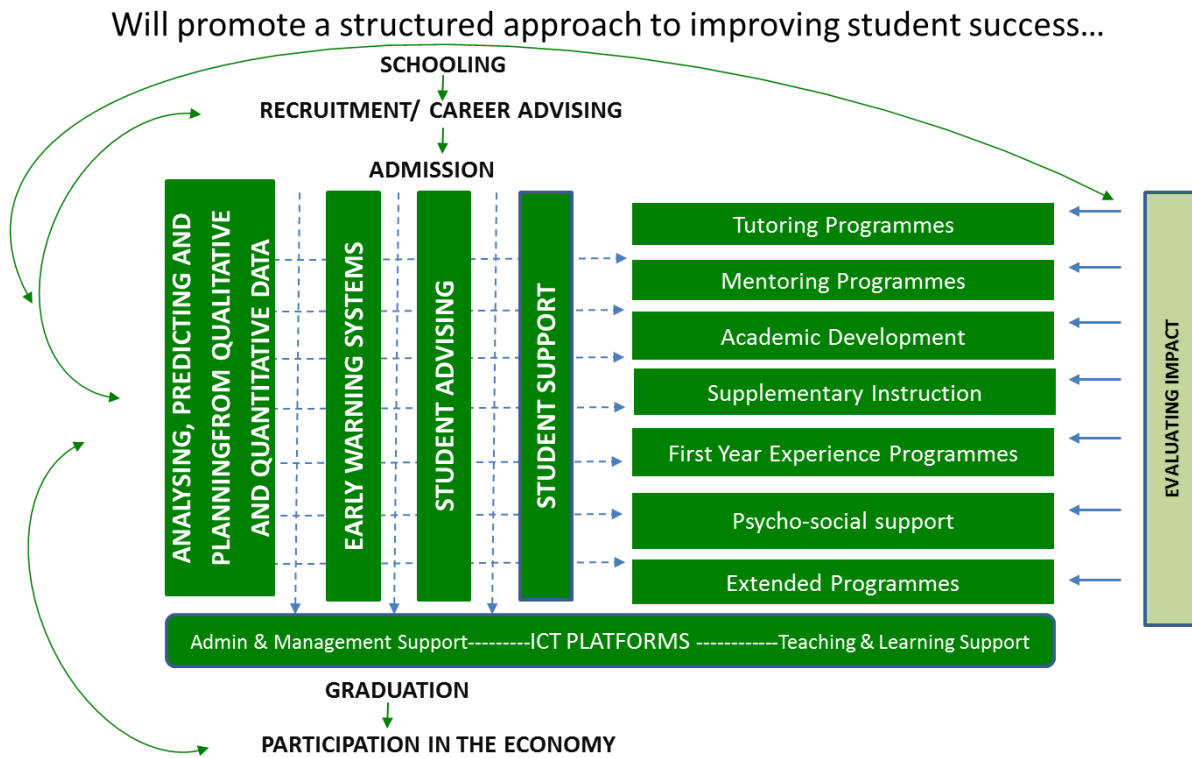 Will promote a structured approach to improving student success…
SCHOOLING
RECRUITMENT/ CAREER ADVISING
ADMISSION
ANALYSING, PREDICTING AND
PLANNINGFROM QUALITATIVE
AND QUANTITATIVE DATA
EARLY WARNING SYSTEMS
STUDENT ADVISING
STUDENT SUPPORT
Tutoring Programmes
Mentoring Programmes
Academic Development
Supplementary Instruction
First Year Experience Programmes
Psycho-social support
Extended Programmes
EVALUATING IMPACT
Admin & Management Support---------ICT PLATFORMS ------------Teaching & Learning Support
GRADUATION
PARTICIPATION IN THE ECONOMY